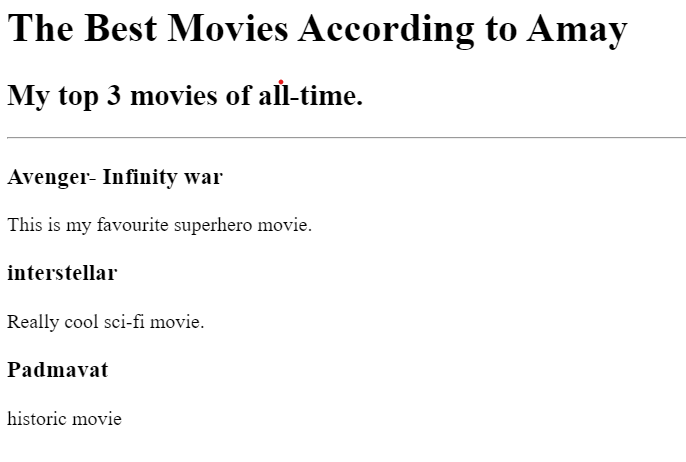 The Best Movies According to Amay
My top 3 movies of all-time.
Avenger- Infinity war
This is my favourite superhero movie.
interstellar
Really cool sci-fi movie.
Padmavat
historic movie